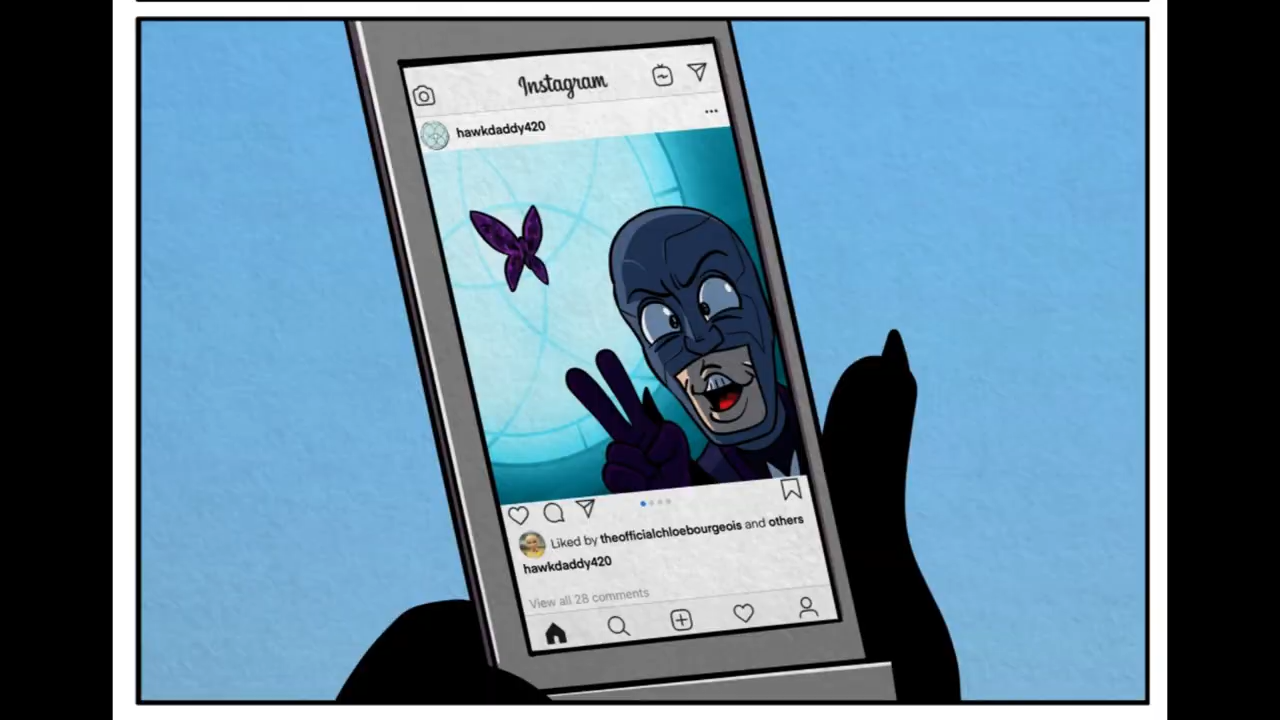 Instagram
hawkdaddy420
Liked by theofficialchloebourgeois and others
hawkdaddy420
View all 28 comments